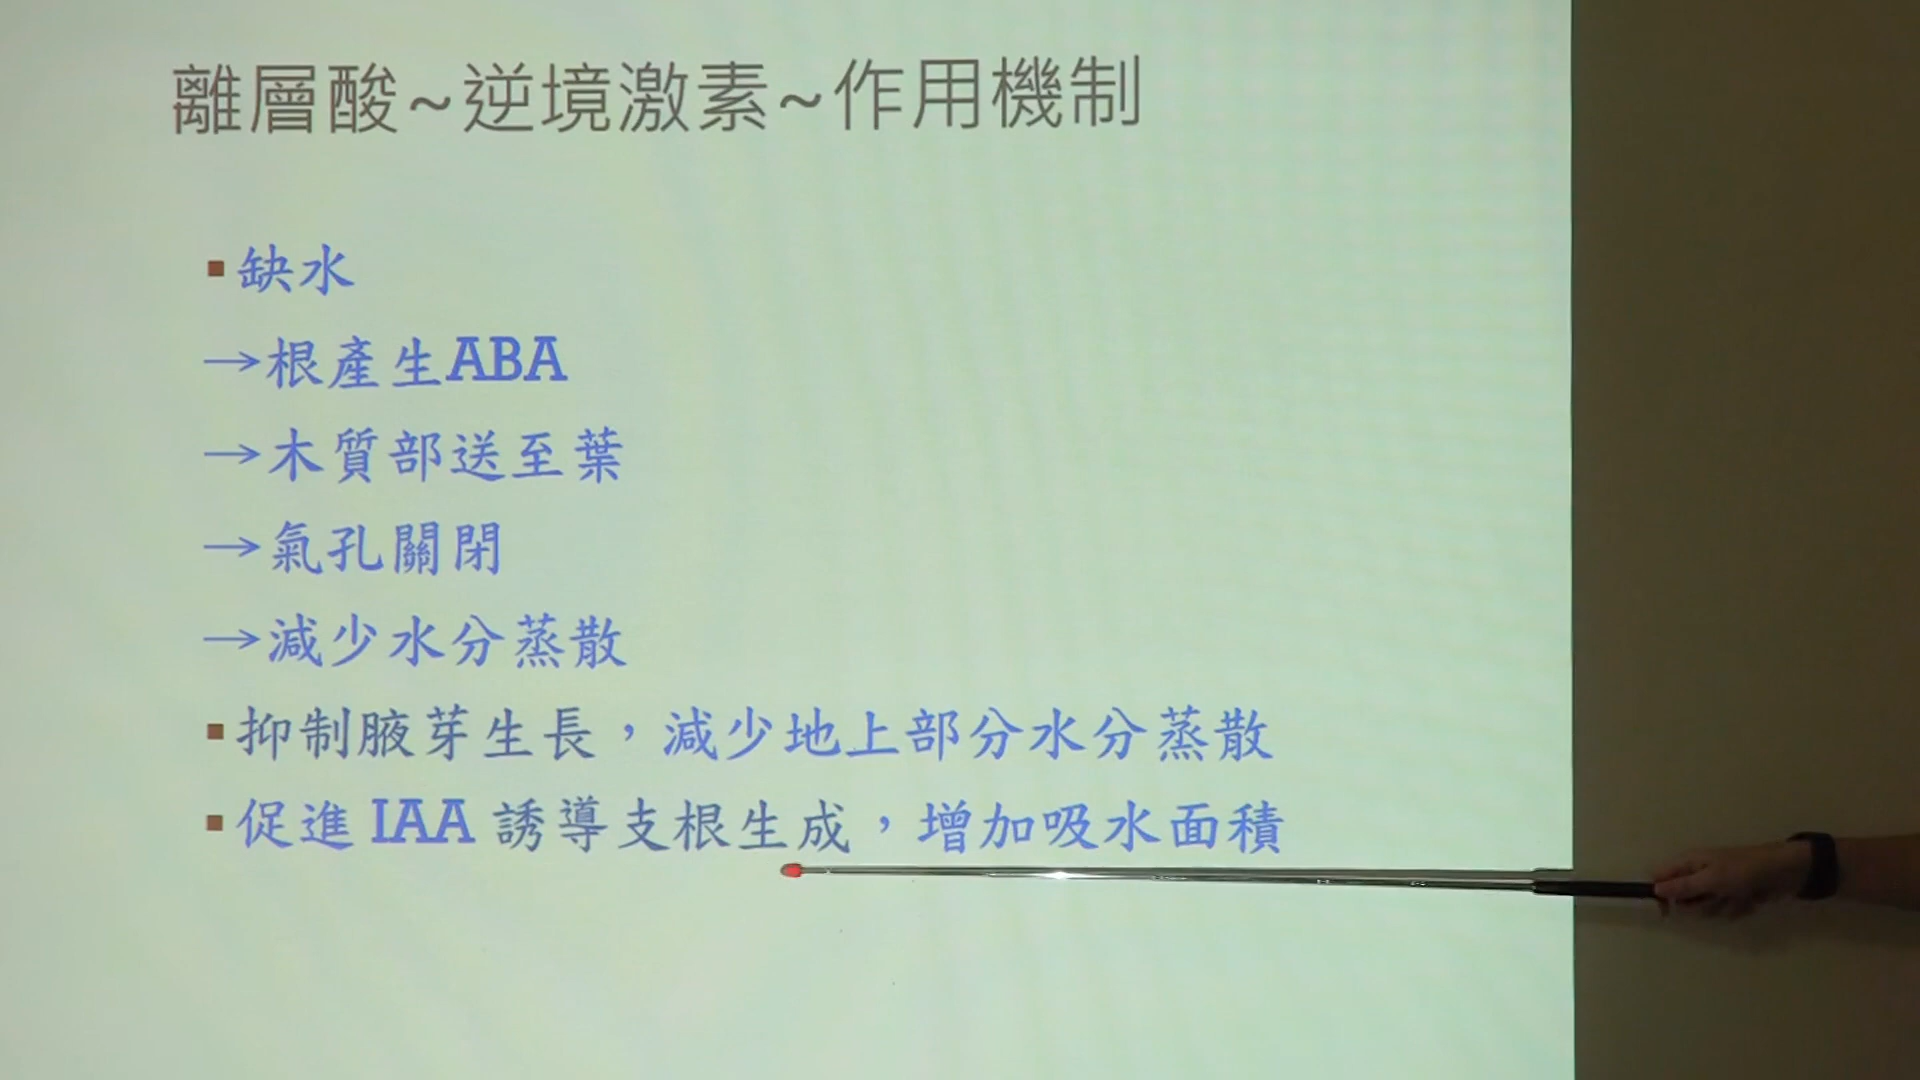 離層酸~逆境激素~作用機制
▪缺水
→根產生ABA
→木質部送至葉
→氣孔關閉
→減少水分蒸散
▪抑制腋芽生長，減少地上部分水分蒸散
▪促進 IAA 誘導支根生成，增加吸水面積